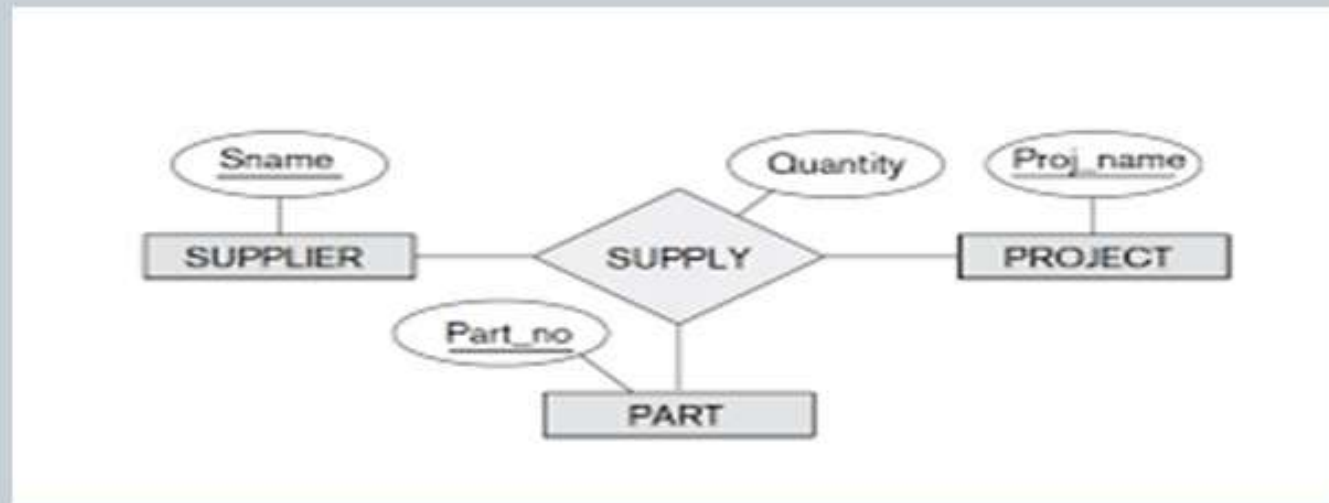 Sname
Quantity
Proj_name
SUPPLIER
SUPPLY
PROJECT
Part_no
PART